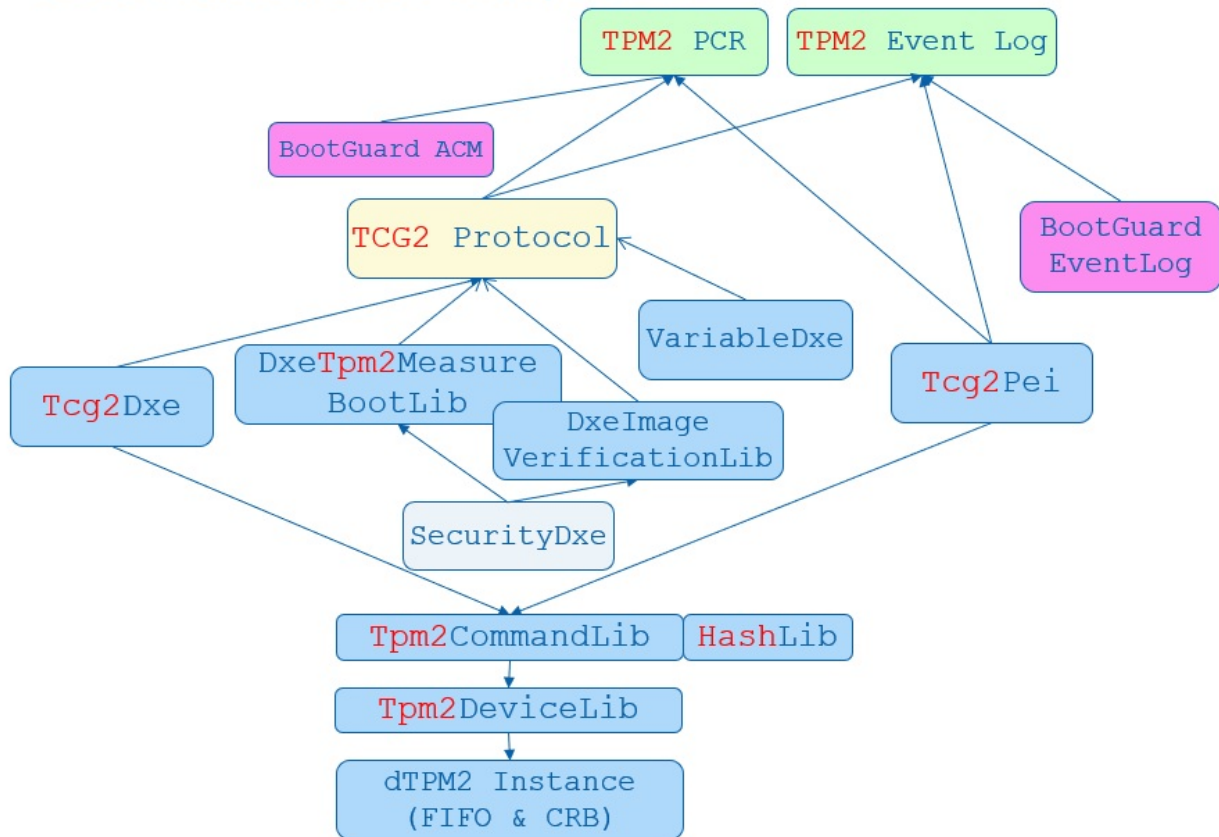 TPM2 PCR
TPM2 Event Log
BootGuard ACM
TCG2 Protocol
BootGuard
EventLog
VariableDxe
DxeTpm2Measure
BootLib
Tcg2Pei
Tcg2Dxe
DxeImage
VerificationLib
SecurityDxe
Tpm2CommandLib
HashLib
Tpm2DeviceLib
dTPM2 Instance
(FIFO & CRB)